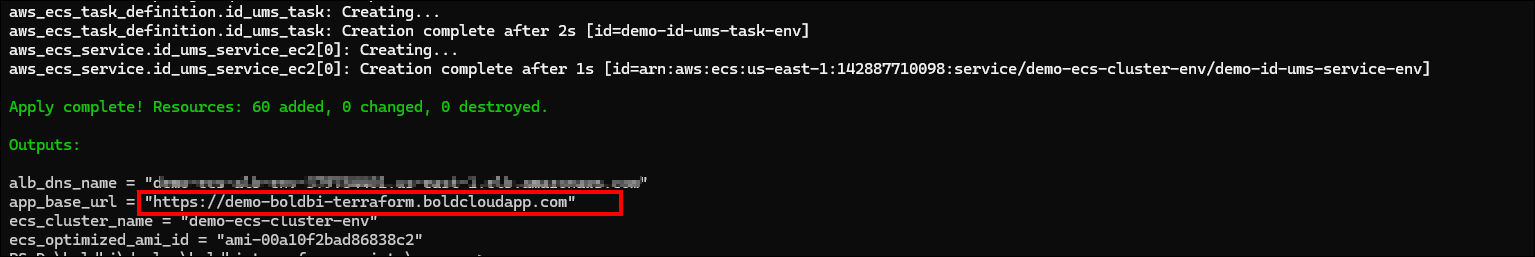 aws_ecs_task_definition.id_ums_task: Creating...
aws_ecs_task_definition.id_ums_task: Creation complete after 2s [id=demo-id-ums-task-env]
aws_ecs_service.id_ums_service_ec2[0]: Creating...
aws_ecs_service.id_ums_service_ec2[0]: Creation complete after 1s [id=arn:aws:ecs:us-east-1:142887710098:service/demo-ecs-cluster-env/demo-id-ums-service-env]
Apply complete! Resources: 60 added, 0 changed, 0 destroyed.
Outputs:
alb_dns_name = "
app_base_url = "https://demo-boldbi-terraform.boldcloudapp.com"
ecs_cluster_name = "demo-ecs-cluster-env"
ecs_optimized_ami_id = "ami-00a10f2bad86838c2"